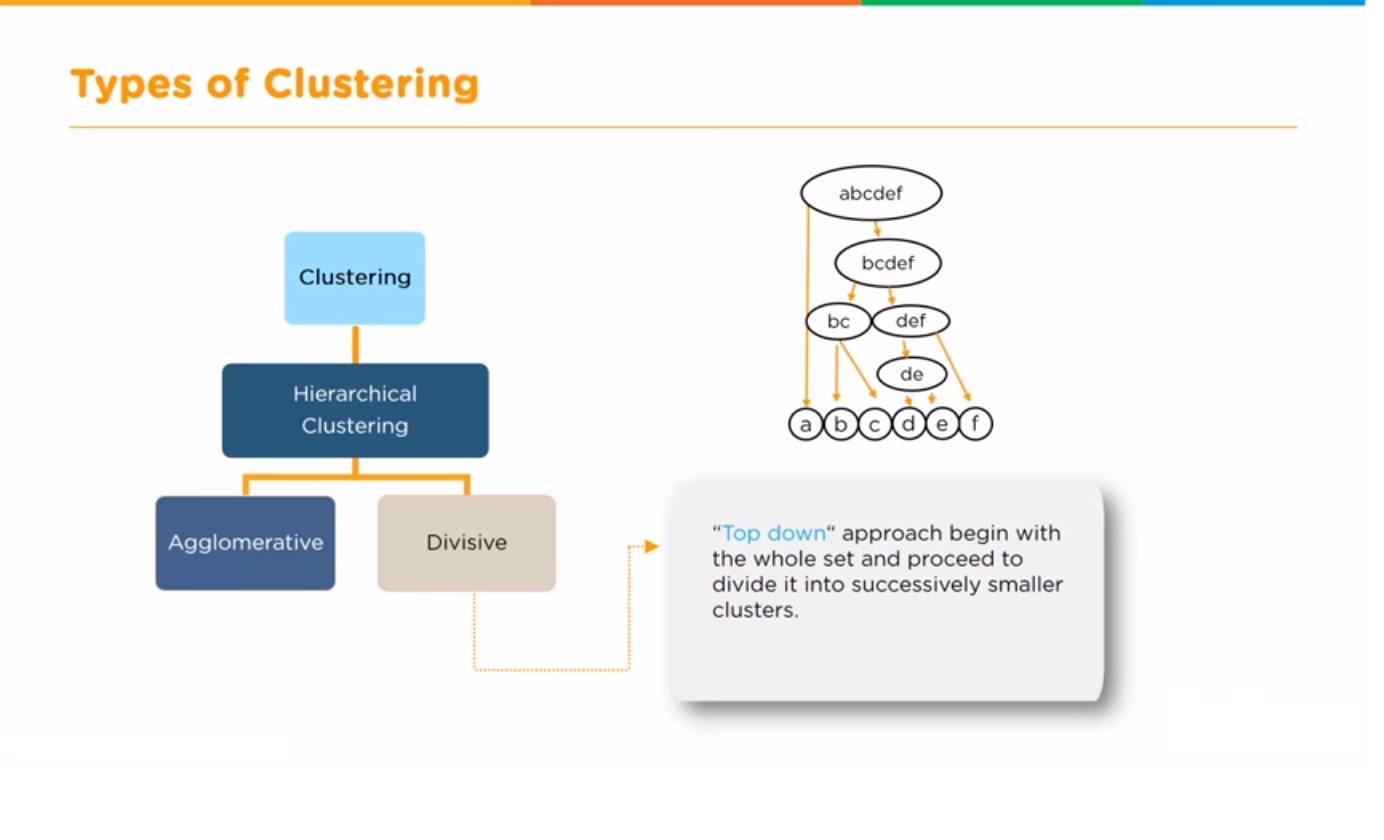 Types of Clustering
Clustering
Hierarchical
Clustering
Agglomerative
Divisive
abcdef
bcdef
bc
def
de
a
b
c
d
e
f
“Top down“ approach begin with
the whole set and proceed to
divide it into successively smaller
clusters.